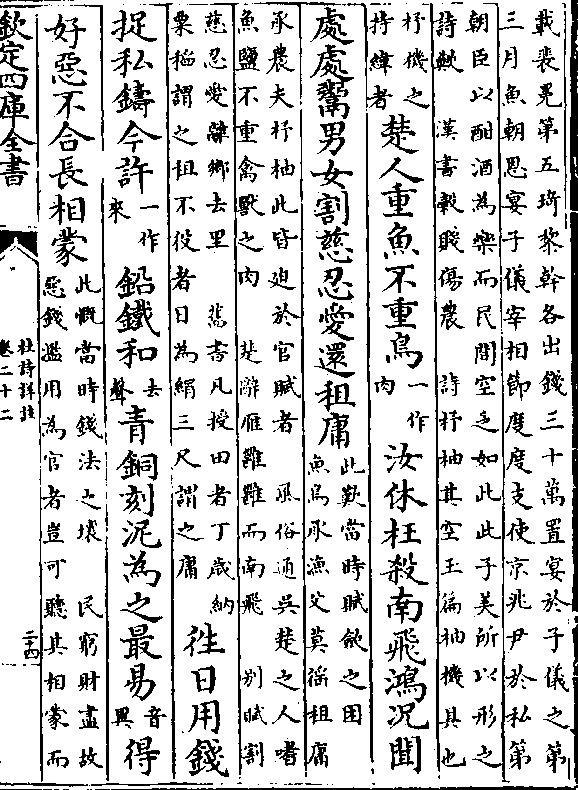 載裴冕第五琦黎幹各出錢三十萬置宴於子儀之第
三月魚朝恩宴子儀宰相節度度支使京兆尹於私第
朝臣以酣酒為樂而民間空乏如此此子美所以形之
詩歟　漢書穀賤傷農　詩杼柚其空玉篇柚機具也
杼機之
持緯者
楚人重魚不重鳥
一作
肉
汝休枉殺南飛鴻況聞
處處鬻男女割慈忍愛還租庸
此歎當時賦斂之困
魚鳥承漁父莫徭租庸
承農夫杼柚此皆迫於官賦者　風俗通吳楚之人嗜
魚鹽不重禽獸之肉　楚辭雁雝雝而南飛　別賦割
慈忍愛離鄉去里　舊書凡授田者丁歲納
粟稻謂之租不役者日為絹三尺謂之庸
徃日用錢
捉私鑄今許
一作
來
鉛鐵和
去
聲
青銅刻泥為之最易
音
異
得
好惡不合長相蒙
此慨當時錢法之壊　民窮財盡故
惡錢濫用為官者豈可聽其相蒙而
欽定四庫全書
杜詩詳注
卷二十二
二十四